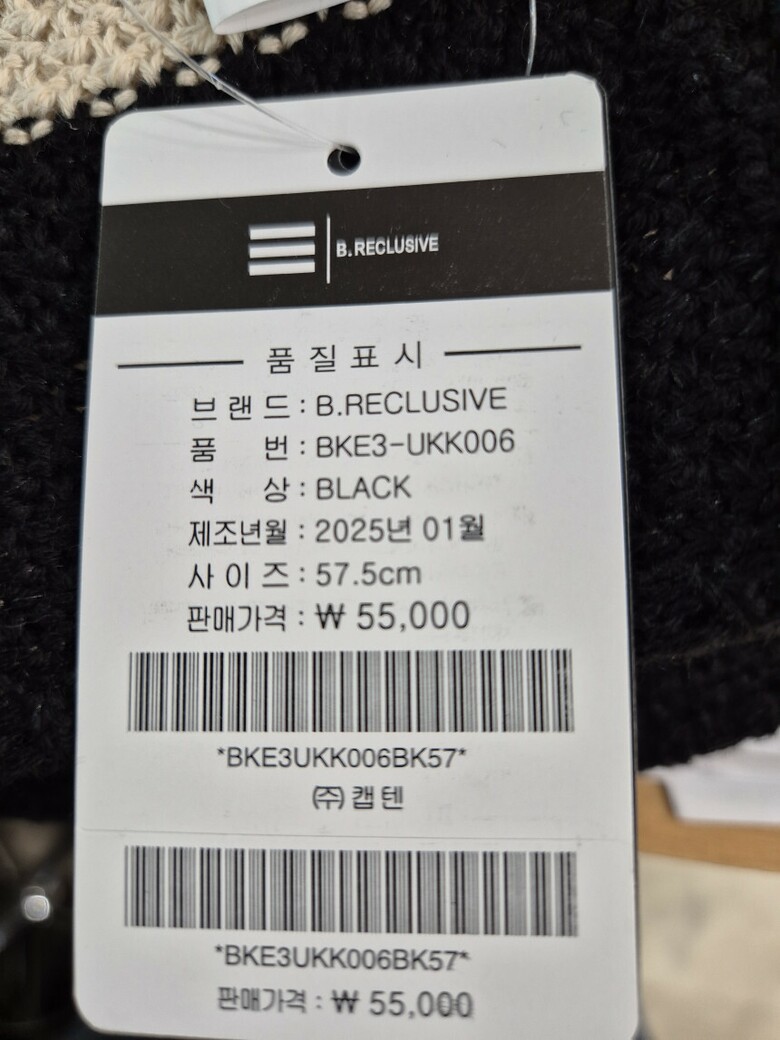 B.RECLUSIVE
품질표시
브랜드 : B.RECLUSIVE
품 번 : BKE3-UKK006
색 상 : BLACK
제조년월 : 2025년 01월
사이즈 : 57.5cm
판매가격 : ₩ 55,000
*BKE3UKK006BK57*
㈜캡텐
*BKE3UKK006BK57*
판매가격 : ₩ 55,000